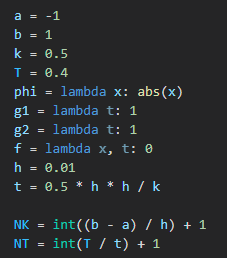 a = -1
b = 1
k = 0.5
T = 0.4
phi = lambda x: abs(x)
g1 = lambda t: 1
g2 = lambda t: 1
f = lambda x, t: 0
h = 0.01
t = 0.5 * h * h / k
NK = int((b - a) / h) + 1
NT = int(T / t) + 1